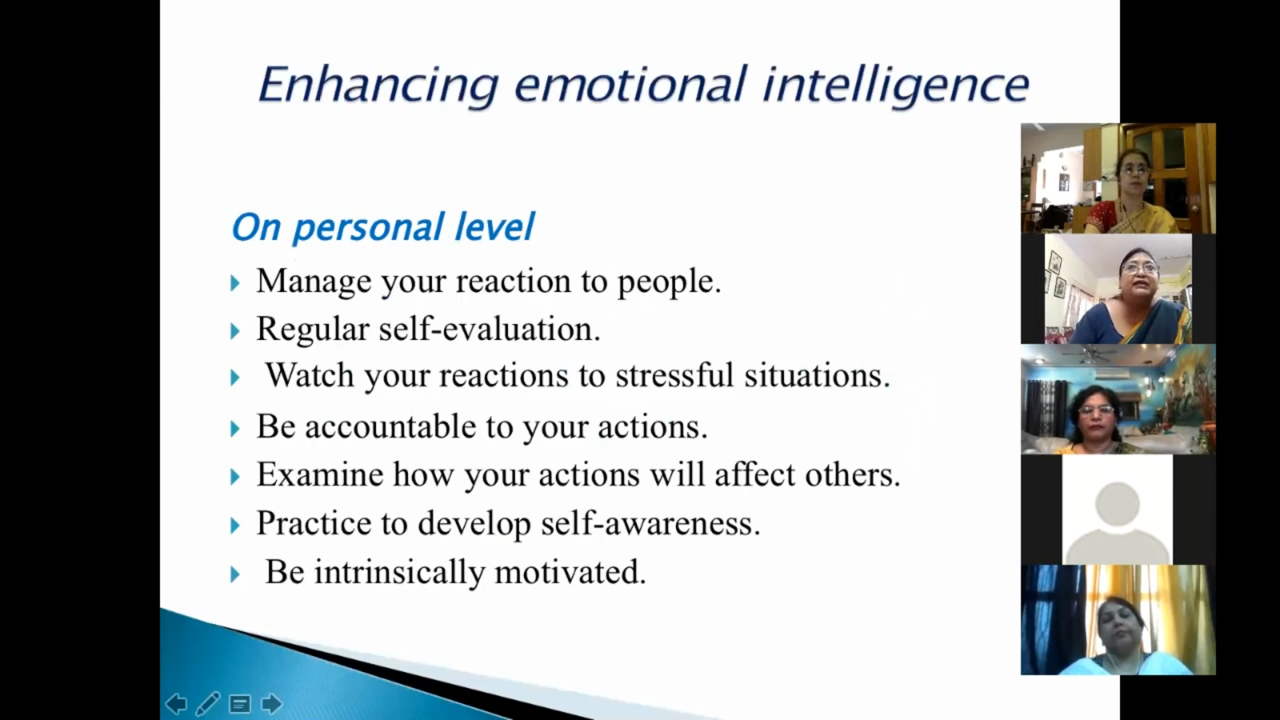 Enhancing emotional intelligence
On personal level
Manage your reaction to people.
Regular self-evaluation.
Watch your reactions to stressful situations.
Be accountable to your actions.
Examine how your actions will affect others.
Practice to develop self-awareness.
Be intrinsically motivated.